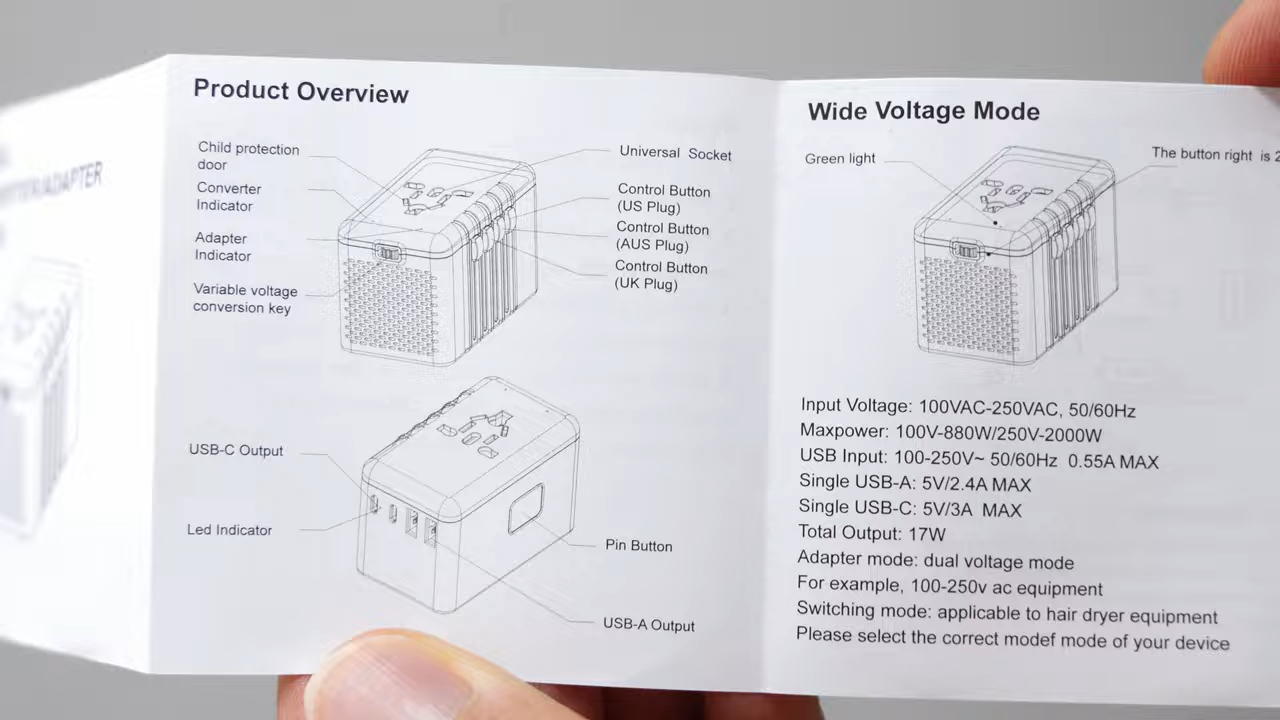 ADAPTER
Product Overview
Child protection
door
Converter
Indicator
Adapter
Indicator
Variable voltage
conversion key
Universal Socket
Control Button
(US Plug)
Control Button
(AUS Plug)
Control Button
(UK Plug)
USB-C Output
Led Indicator
Pin Button
USB-A Output
Wide Voltage Mode
Green light
The button right is 2
Input Voltage: 100VAC-250VAC, 50/60Hz
Maxpower: 100V-880W/250V-2000W
USB Input: 100-250V~ 50/60Hz 0.55A MAX
Single USB-A: 5V/2.4A MAX
Single USB-C: 5V/3A MAX
Total Output: 17W
Adapter mode: dual voltage mode
For example, 100-250v ac equipment
Switching mode: applicable to hair dryer equipment
Please select the correct modef mode of your device